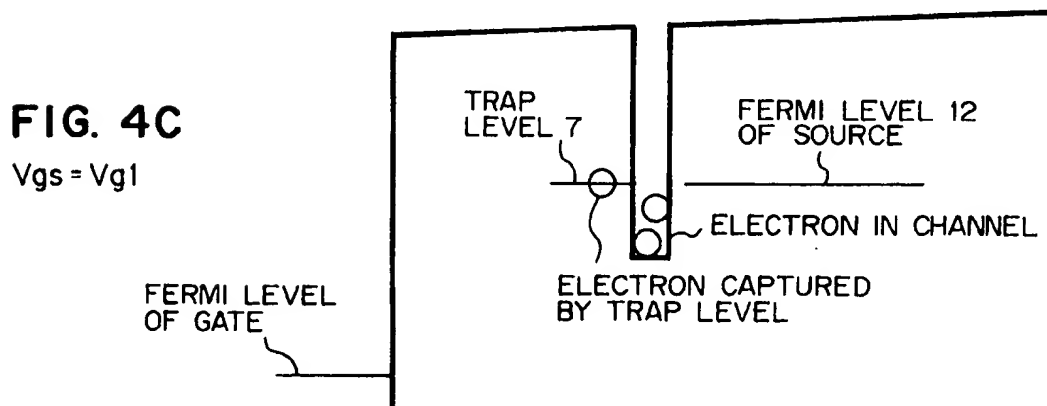 FIG. 4C
Vgs = Vg1
TRAP
LEVEL 7
FERMI LEVEL 12
OF SOURCE
ELECTRON IN CHANNEL
ELECTRON CAPTURED
BY TRAP LEVEL
FERMI LEVEL
OF GATE